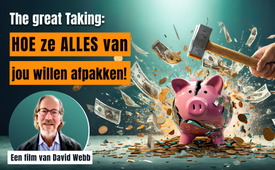 The great Taking:
HOE ze ALLES van
jou willen afpakken!
Een film van David Webb